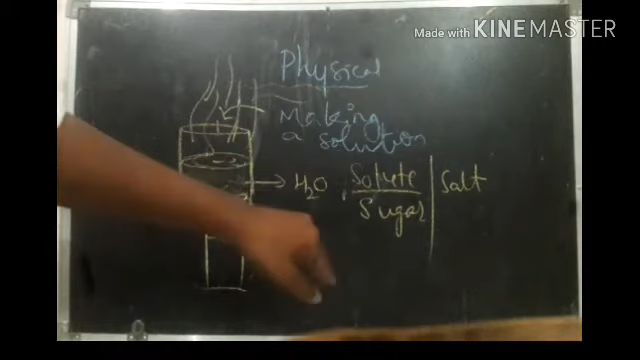 Made with KINEMASTER
Physical
Making
a solution
H2O, Solute | Salt
Sugar